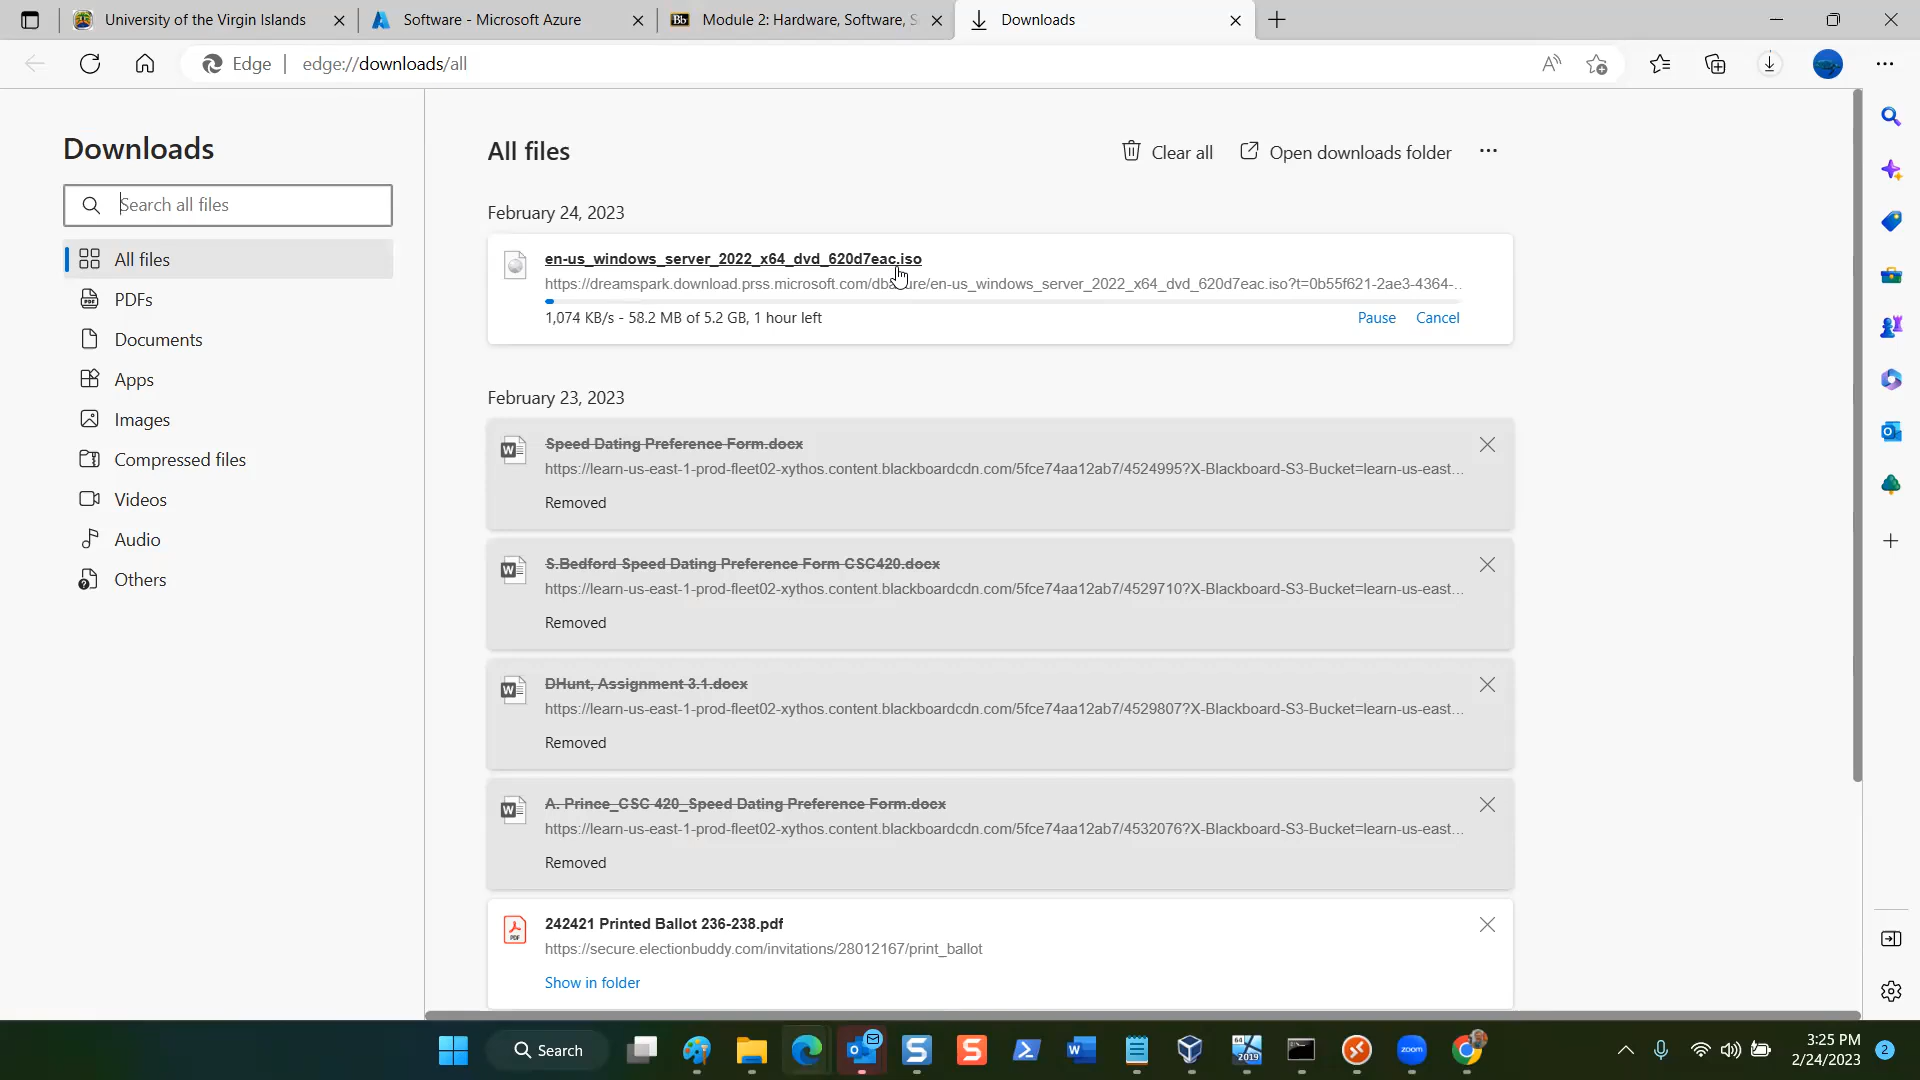 University of the Virgin Islands
Software - Microsoft Azure
Bb Module 2: Hardware, Software, S
Downloads
Edge | edge://downloads/all
Downloads
Search all files
All files
PDFs
Documents
Apps
Images
Compressed files
Videos
Audio
Others
All files
Clear all
Open downloads folder
February 24, 2023
en-us_windows_server_2022_x64_dvd_620d7eac.iso
https://dreamspark.download.prss.microsoft.com/dbazure/en-us_windows_server_2022_x64_dvd_620d7eac.iso?t=0b55f621-2ae3-4364-...
1,074 KB/s - 58.2 MB of 5.2 GB, 1 hour left
Pause
Cancel
February 23, 2023
Speed Dating Preference Form.docx
https://learn-us-east-1-prod-fleet02-xythos.content.blackboardcdn.com/5fce74aa12ab7/4524995?X-Blackboard-S3-Bucket=learn-us-east...
Removed
S.Bedford Speed Dating Preference Form CSC420.docx
https://learn-us-east-1-prod-fleet02-xythos.content.blackboardcdn.com/5fce74aa12ab7/4529710?X-Blackboard-S3-Bucket=learn-us-east...
Removed
DHunt, Assignment 3.1.docx
https://learn-us-east-1-prod-fleet02-xythos.content.blackboardcdn.com/5fce74aa12ab7/4529807?X-Blackboard-S3-Bucket=learn-us-east...
Removed
A. Prince_CSC 420_Speed Dating Preference Form.docx
https://learn-us-east-1-prod-fleet02-xythos.content.blackboardcdn.com/5fce74aa12ab7/4532076?X-Blackboard-S3-Bucket=learn-us-east...
Removed
242421 Printed Ballot 236-238.pdf
https://secure.electionbuddy.com/invitations/28012167/print_ballot
Show in folder
Search
64
2019
zoom
3:25 PM
2/24/2023
2